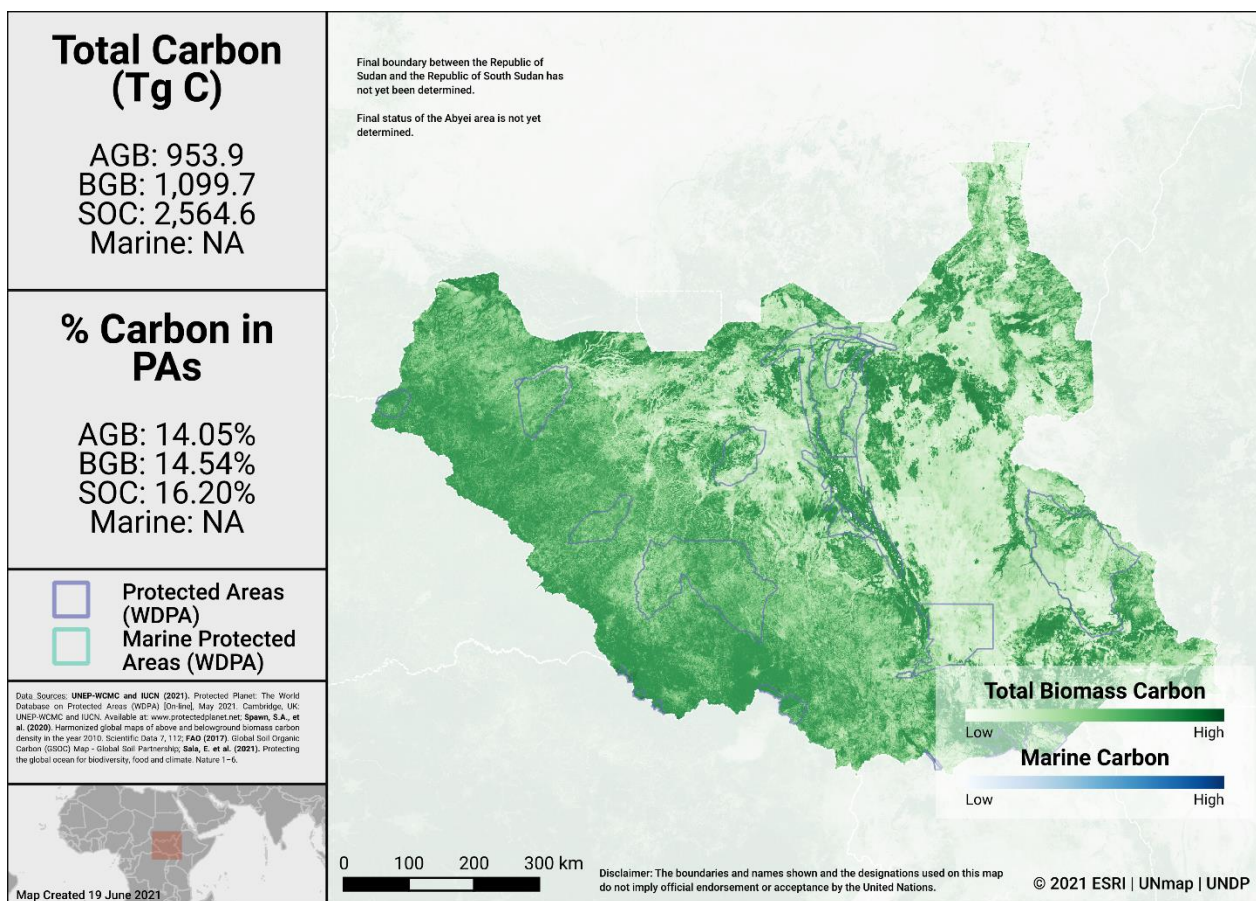 Total Carbon
(Tg C)
AGB: 953.9
BGB: 1,099.7
SOC: 2,564.6
Marine: NA
% Carbon in
PAs
AGB: 14.05%
BGB: 14.54%
SOC: 16.20%
Marine: NA
Protected Areas
(WDPA)
Marine Protected
Areas (WDPA)
Data Sources: UNEP-WCMC and IUCN (2021). Protected Planet: The World
Database on Protected Areas (WDPA) [On-line], May 2021. Cambridge, UK:
UNEP-WCMC and IUCN. Available at: www.protectedplanet.net; Spawn, S.A., et
al. (2020). Harmonized global maps of above and belowground biomass carbon
density in the year 2010. Scientific Data 7, 112; FAO (2017). Global Soil Organic
Carbon (GSOC) Map - Global Soil Partnership; Sala, E. et al. (2021). Protecting
the global ocean for biodiversity, food and climate. Nature 1–6.
Map Created 19 June 2021
Final boundary between the Republic of
Sudan and the Republic of South Sudan has
not yet been determined.
Final status of the Abyei area is not yet
determined.
Total Biomass Carbon
Low High
Marine Carbon
Low High
0 100 200 300 km
Disclaimer: The boundaries and names shown and the designations used on this map
do not imply official endorsement or acceptance by the United Nations.
© 2021 ESRI | UNmap | UNDP